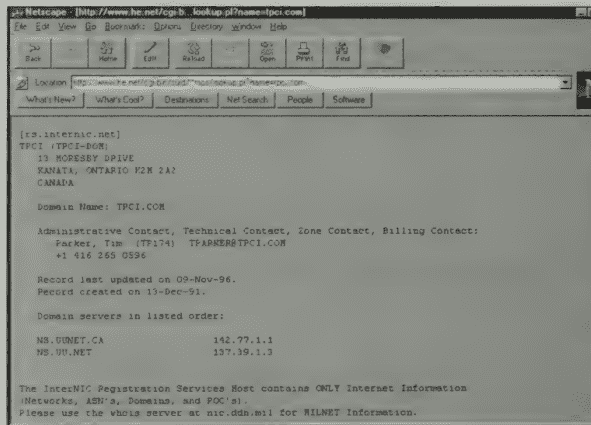 Netscape - [http://www.he.net/cgi-b...lookup.pl?name=tpci.com]
File Edit View Go Bookmarks Options Directory Window Help
Back Home Edit Reload Open Print Find
Location:
What's New? What's Cool? Destinations Net Search People Software
[rs.internic.net]
TPCI (TPCI-DOM)
13 MORESBY DRIVE
KANATA, ONTARIO K2M 2A2
CANADA
Domain Name: TPCI.COM
Administrative Contact, Technical Contact, Zone Contact, Billing Contact:
Parker, Tim (TP174) TPARKER@TPCI.COM
+1 416 265 0596
Record last updated on 09-Nov-96.
Record created on 13-Dec-91.
Domain servers in listed order:
NS.UUNET.CA 142.77.1.1
NS.UU.NET 137.39.1.3
The InterNIC Registration Services Host contains ONLY Internet Information
(Networks, ASN's, Domains, and POC's).
Please use the whois server at nic.ddn.mil for MILNET Information.